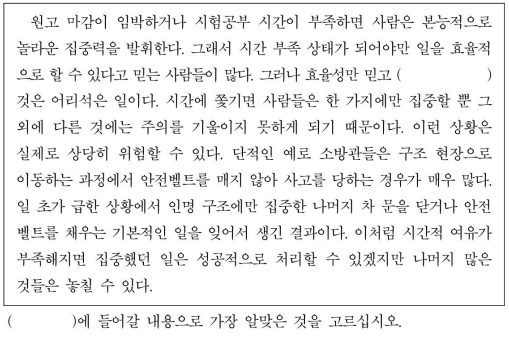 원고 마감이 임박하거나 시험공부 시간이 부족하면 사람은 본능적으로
놀라운 집중력을 발휘한다. 그래서 시간 부족 상태가 되어야만 일을 효율적
으로 할 수 있다고 믿는 사람들이 많다. 그러나 효율성만 믿고 (                )
것은 어리석은 일이다. 시간에 쫓기면 사람들은 한 가지에만 집중할 뿐 그
외에 다른 것에는 주의를 기울이지 못하게 되기 때문이다. 이런 상황은
실제로 상당히 위험할 수 있다. 단적인 예로 소방관들은 구조 현장으로
이동하는 과정에서 안전벨트를 매지 않아 사고를 당하는 경우가 매우 많다.
일 초가 급한 상황에서 인명 구조에만 집중한 나머지 차 문을 닫거나 안전
벨트를 채우는 기본적인 일을 잊어서 생긴 결과이다. 이처럼 시간적 여유가
부족해지면 집중했던 일은 성공적으로 처리할 수 있겠지만 나머지 많은
것들은 놓칠 수 있다.
(           )에 들어갈 내용으로 가장 알맞은 것을 고르십시오.